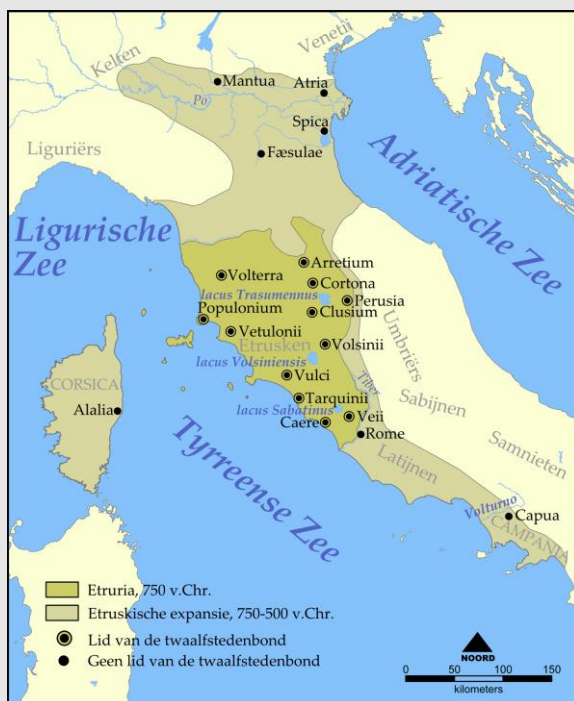 Kelten
Venetii
Mantua
Atria
Po
Spica
Fæsulae
Liguriërs
Adriatische Zee
Ligurische
Zee
Arretium
Volterra
Cortona
lacus Trasumennus
Perusia
Populonium
Clusium
Umbriërs
Vetulonii
Etrusken
Volsinii
lacus Volsiniensis
Vulci
Tiber
Sabijnen
CORSICA
Tarquinii
Alalia
lacus Sabatinus
Veii
Caere
Rome
Samnieten
Latijnen
Tyrreense Zee
Volturno
Capua
CAMPANIA
Etruria, 750 v.Chr.
Etruskische expansie, 750-500 v.Chr.
Lid van de twaalfstedenbond
Geen lid van de twaalfstedenbond
NOORD
0 50 100 150
kilometers